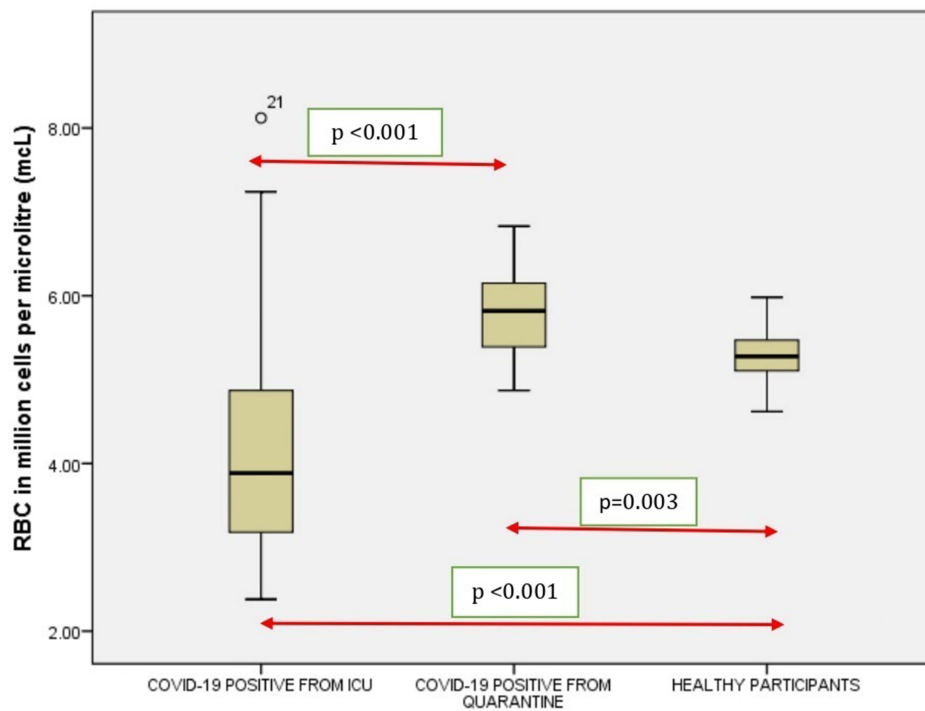 RBC in million cells per microlitre (mcL)
8.00
6.00
4.00
2.00
21
p <0.001
p=0.003
p <0.001
COVID-19 POSITIVE FROM ICU
COVID-19 POSITIVE FROM
QUARANTINE
HEALTHY PARTICIPANTS